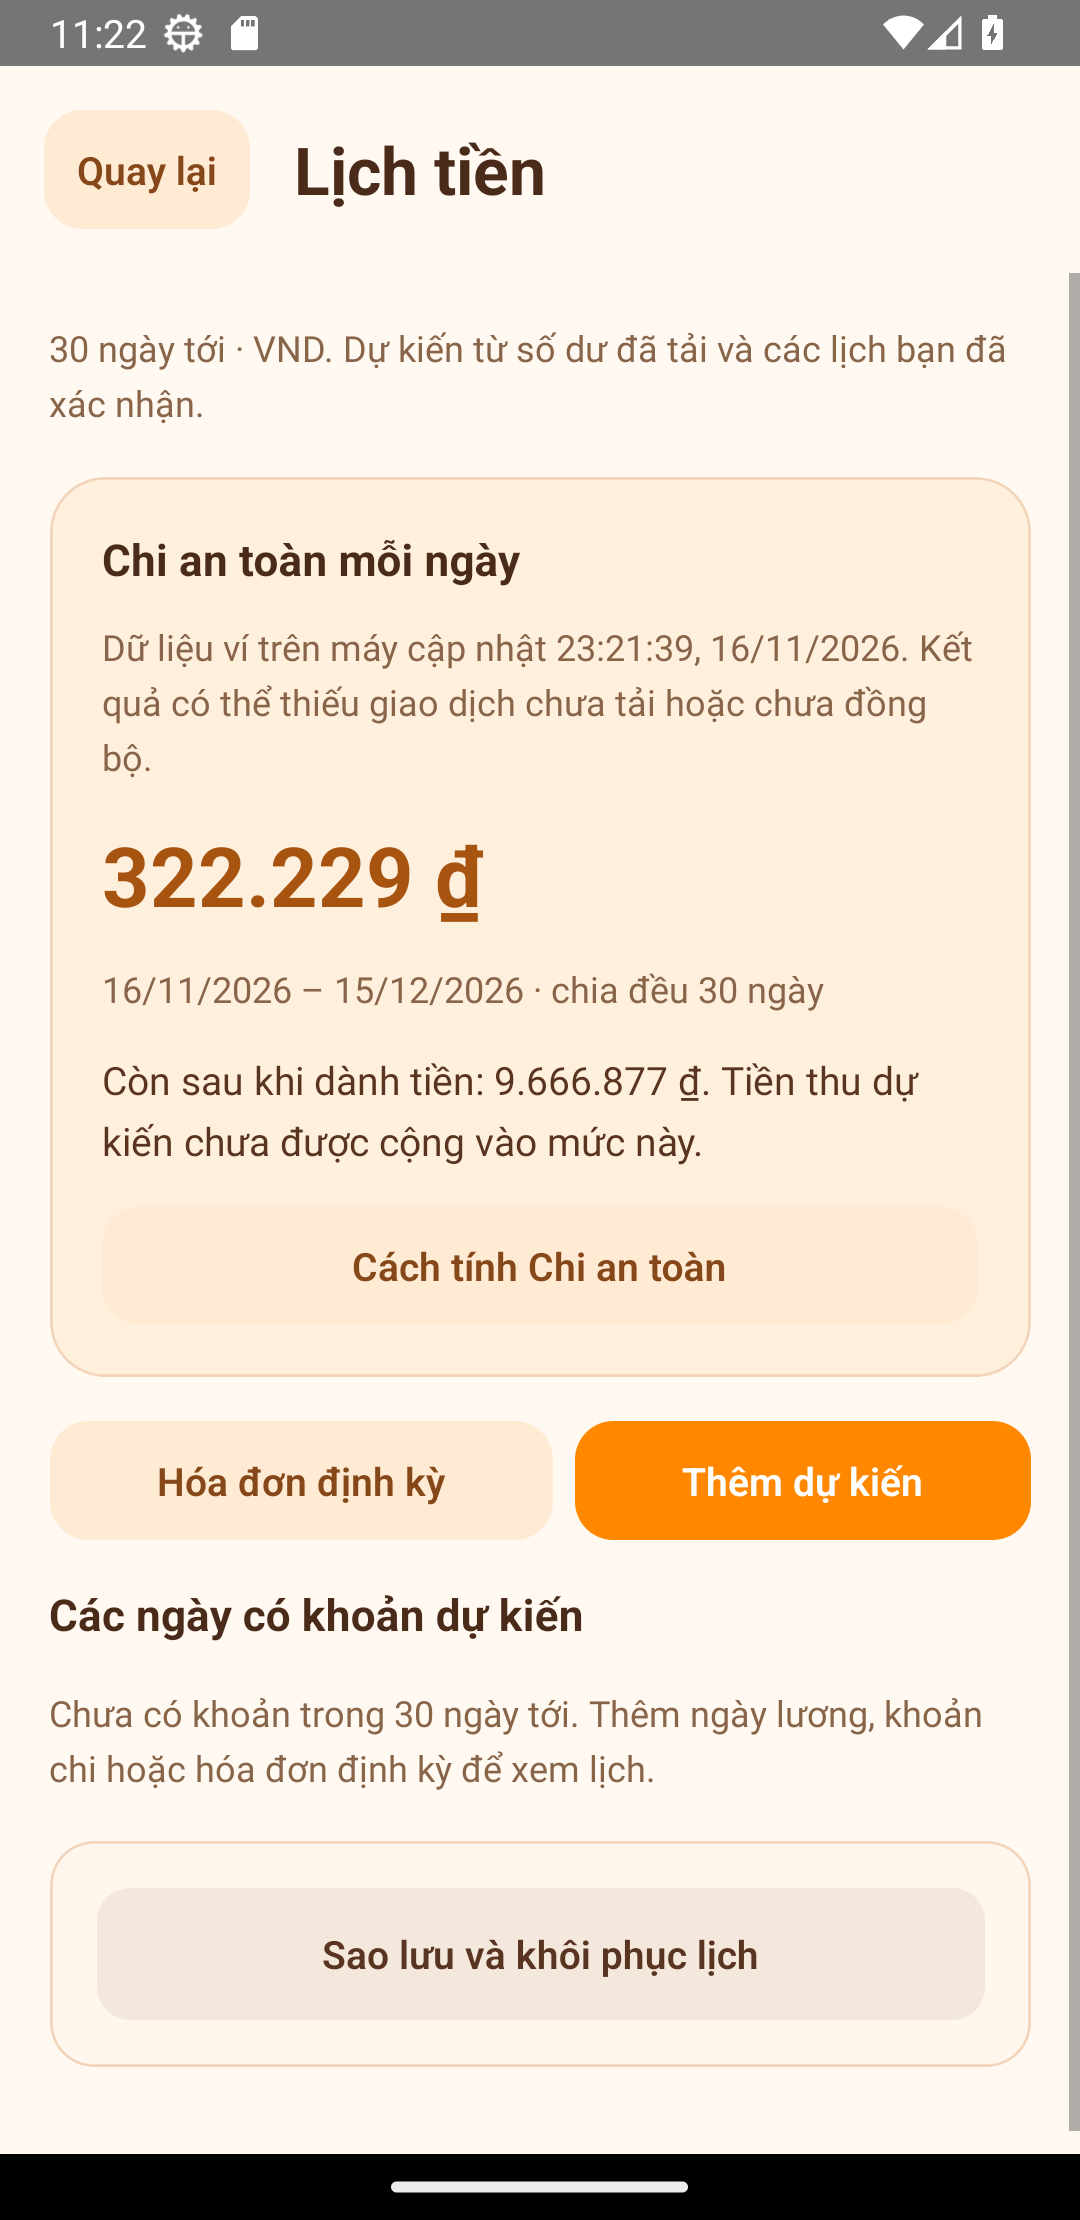 11:22
Quay lại
Lịch tiền
30 ngày tới · VND. Dự kiến từ số dư đã tải và các lịch bạn đã
xác nhận.
Chi an toàn mỗi ngày
Dữ liệu ví trên máy cập nhật 23:21:39, 16/11/2026. Kết
quả có thể thiếu giao dịch chưa tải hoặc chưa đồng
bộ.
322.229 ₫
16/11/2026 – 15/12/2026 · chia đều 30 ngày
Còn sau khi dành tiền: 9.666.877 ₫. Tiền thu dự
kiến chưa được cộng vào mức này.
Cách tính Chi an toàn
Hóa đơn định kỳ
Thêm dự kiến
Các ngày có khoản dự kiến
Chưa có khoản trong 30 ngày tới. Thêm ngày lương, khoản
chi hoặc hóa đơn định kỳ để xem lịch.
Sao lưu và khôi phục lịch